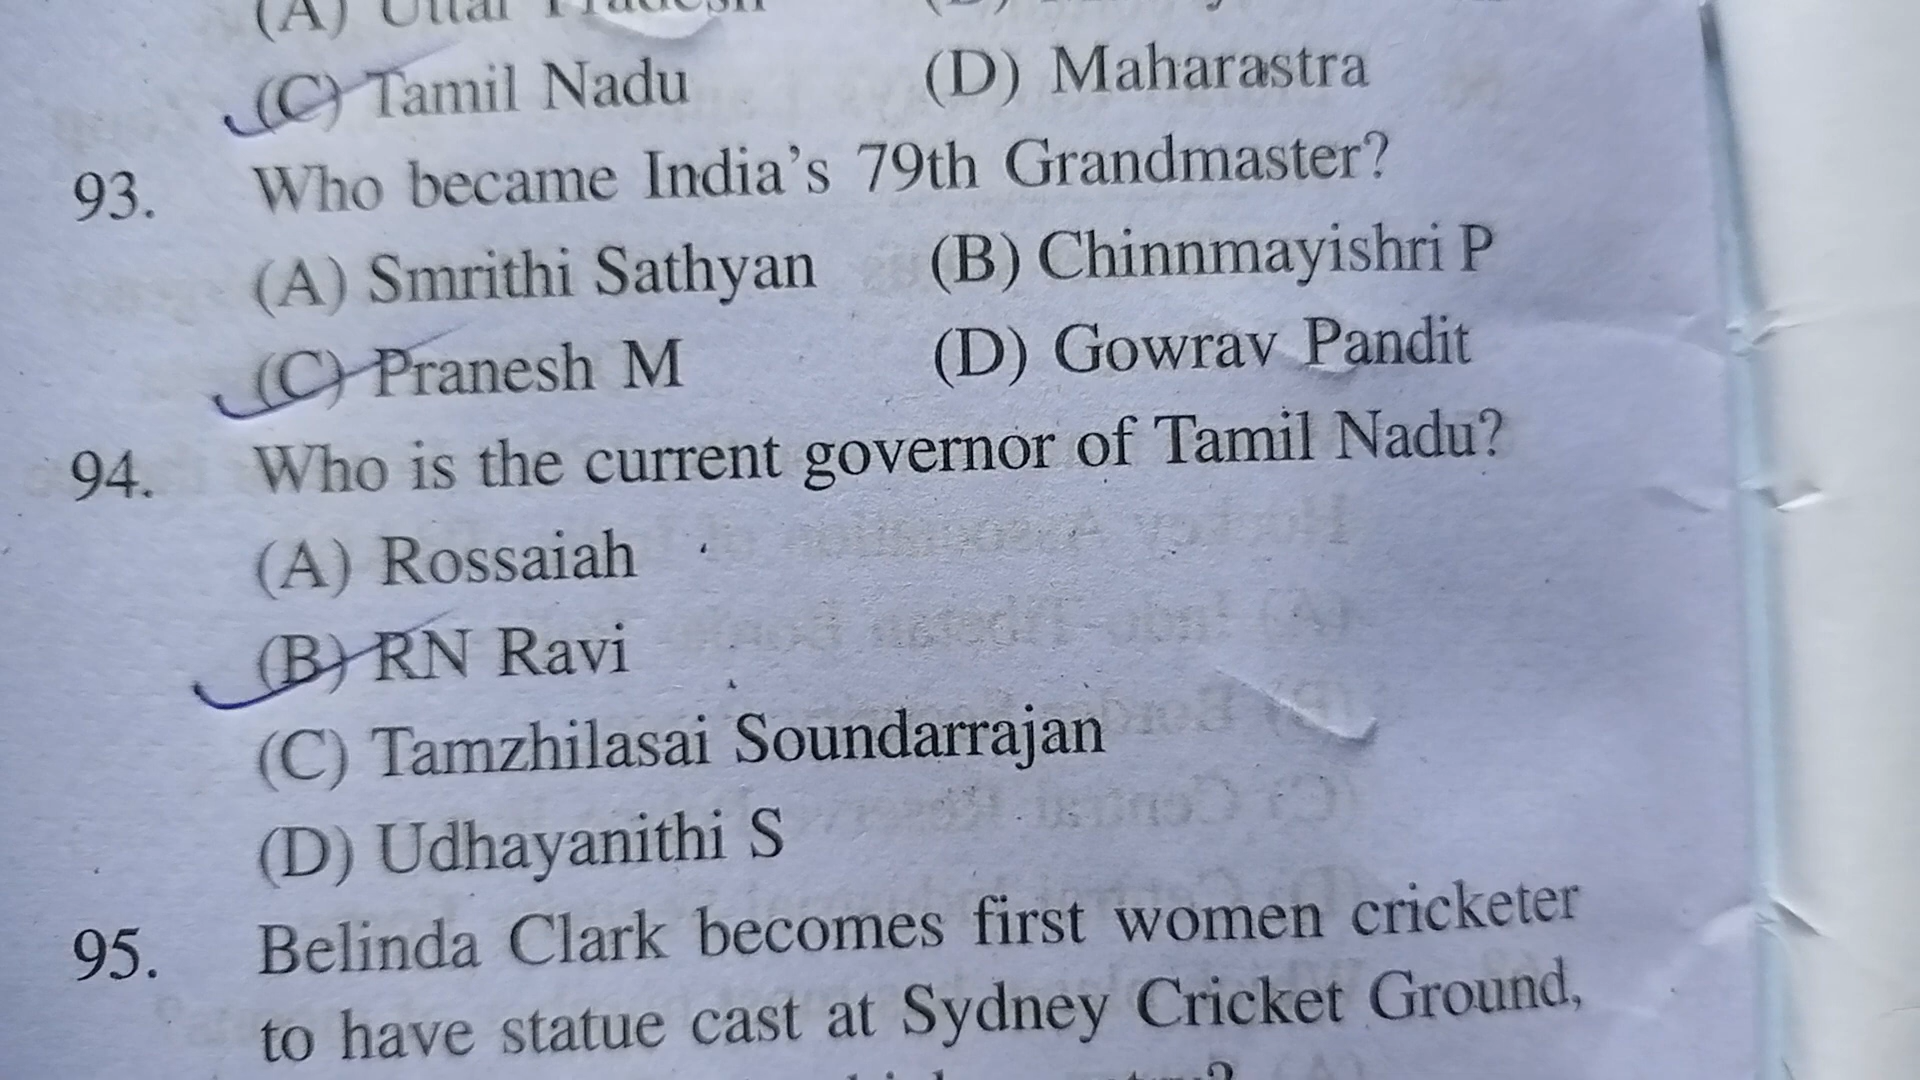 (A) Uttar Pradesh
(C) Tamil Nadu (D) Maharastra
93. Who became India's 79th Grandmaster?
(A) Smrithi Sathyan (B) Chinnmayishri P
(C) Pranesh M (D) Gowrav Pandit
94. Who is the current governor of Tamil Nadu?
(A) Rossaiah
(B) RN Ravi
(C) Tamzhilasai Soundarrajan
(D) Udhayanithi S
95. Belinda Clark becomes first women cricketer
to have statue cast at Sydney Cricket Ground,